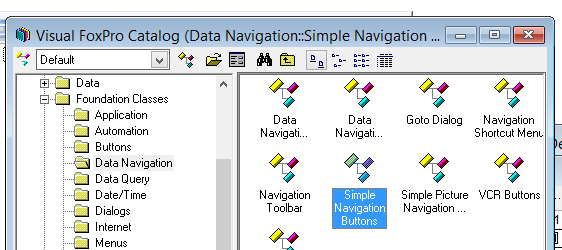 Visual FoxPro Catalog (Data Navigation::Simple Navigation ...
Default
Data
Foundation Classes
Application
Automation
Buttons
Data Navigation
Data Query
Date/Time
Dialogs
Internet
Menus
Data
Navigati...
Data
Navigati...
Goto Dialog
Navigation
Shortcut Menu
Navigation
Toolbar
Simple
Navigation
Buttons
Simple Picture
Navigation ...
VCR Buttons